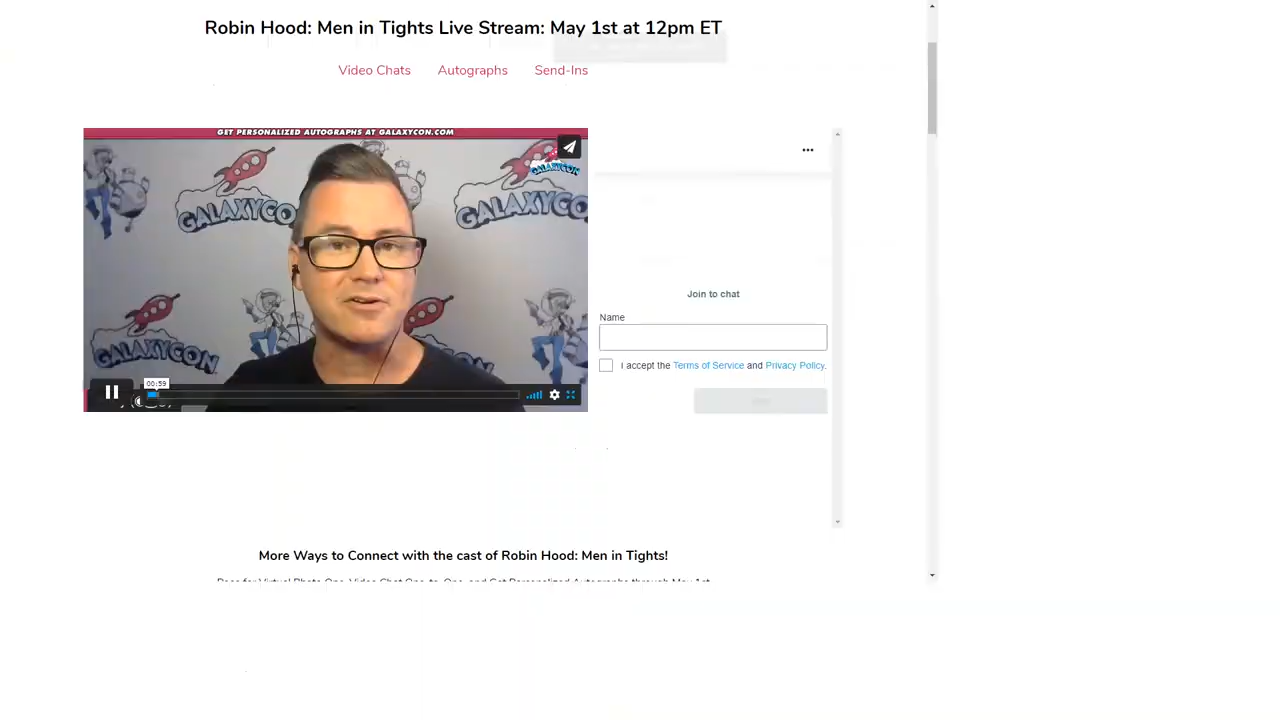 Robin Hood: Men in Tights Live Stream: May 1st at 12pm ET
Video Chats Autographs Send-Ins
GET PERSONALIZED AUTOGRAPHS AT GALAXYCON.COM
GALAXYCON
GALAXYCO
GALAXYCO
GALAXYCON
00:59
Join to chat
Name
I accept the Terms of Service and Privacy Policy.
More Ways to Connect with the cast of Robin Hood: Men in Tights!